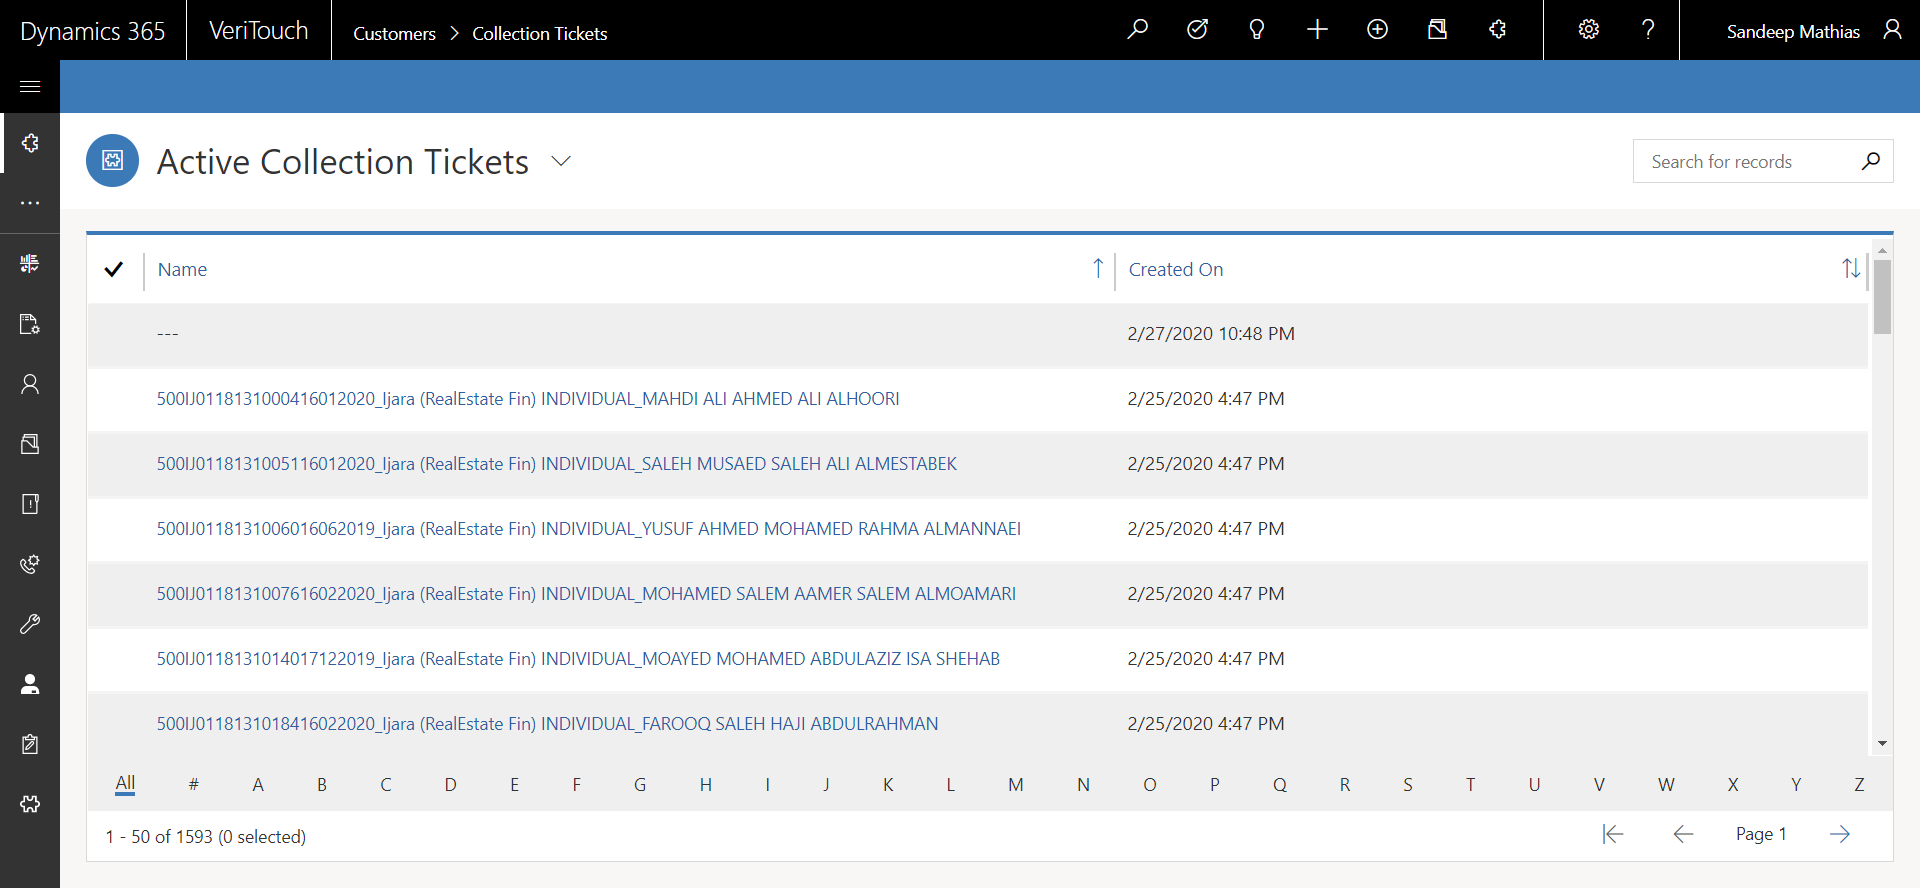 Dynamics 365 VeriTouch Customers > Collection Tickets ? Sandeep Mathias
Active Collection Tickets Search for records
Name Created On
--- 2/27/2020 10:48 PM
500IJ0118131000416012020_Ijara (RealEstate Fin) INDIVIDUAL_MAHDI ALI AHMED ALI ALHOORI 2/25/2020 4:47 PM
500IJ0118131005116012020_Ijara (RealEstate Fin) INDIVIDUAL_SALEH MUSAED SALEH ALI ALMESTABEK 2/25/2020 4:47 PM
500IJ0118131006016062019_Ijara (RealEstate Fin) INDIVIDUAL_YUSUF AHMED MOHAMED RAHMA ALMANNAEI 2/25/2020 4:47 PM
500IJ0118131007616022020_Ijara (RealEstate Fin) INDIVIDUAL_MOHAMED SALEM AAMER SALEM ALMOAMARI 2/25/2020 4:47 PM
500IJ0118131014017122019_Ijara (RealEstate Fin) INDIVIDUAL_MOAYED MOHAMED ABDULAZIZ ISA SHEHAB 2/25/2020 4:47 PM
500IJ0118131018416022020_Ijara (RealEstate Fin) INDIVIDUAL_FAROOQ SALEH HAJI ABDULRAHMAN 2/25/2020 4:47 PM
All # A B C D E F G H I J K L M N O P Q R S T U V W X Y Z
1 - 50 of 1593 (0 selected) Page 1